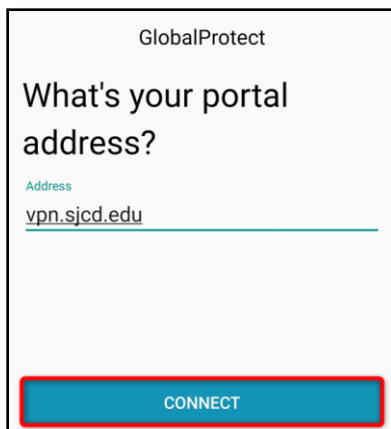 GlobalProtect
What's your portal
address?
Address
vpn.sjcd.edu
CONNECT